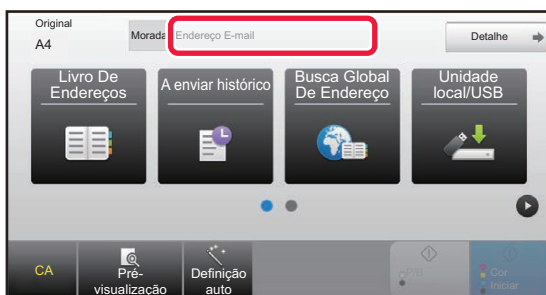 Original
A4
Morada
Endereço E-mail
Detalhe
Livro De
Endereços
A enviar histórico
Busca Global
De Endereço
Unidade
local/USB
CA
Pré-
visualização
Definição
auto
Cor
Iniciar